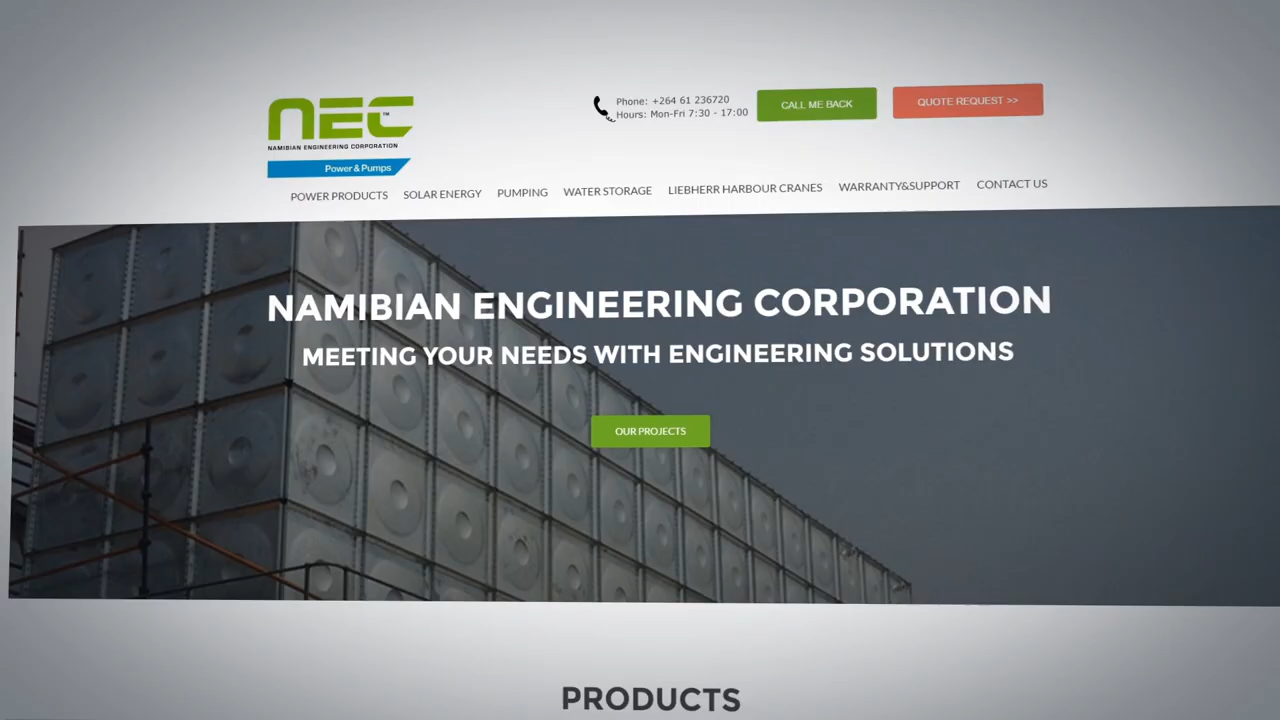 NEC™
NAMIBIAN ENGINEERING CORPORATION
Power & Pumps
Phone: +264 61 236720
Hours: Mon-Fri 7:30 - 17:00
CALL ME BACK
QUOTE REQUEST >>
POWER PRODUCTS SOLAR ENERGY PUMPING WATER STORAGE LIEBHERR HARBOUR CRANES WARRANTY&SUPPORT CONTACT US
NAMIBIAN ENGINEERING CORPORATION
MEETING YOUR NEEDS WITH ENGINEERING SOLUTIONS
OUR PROJECTS
PRODUCTS